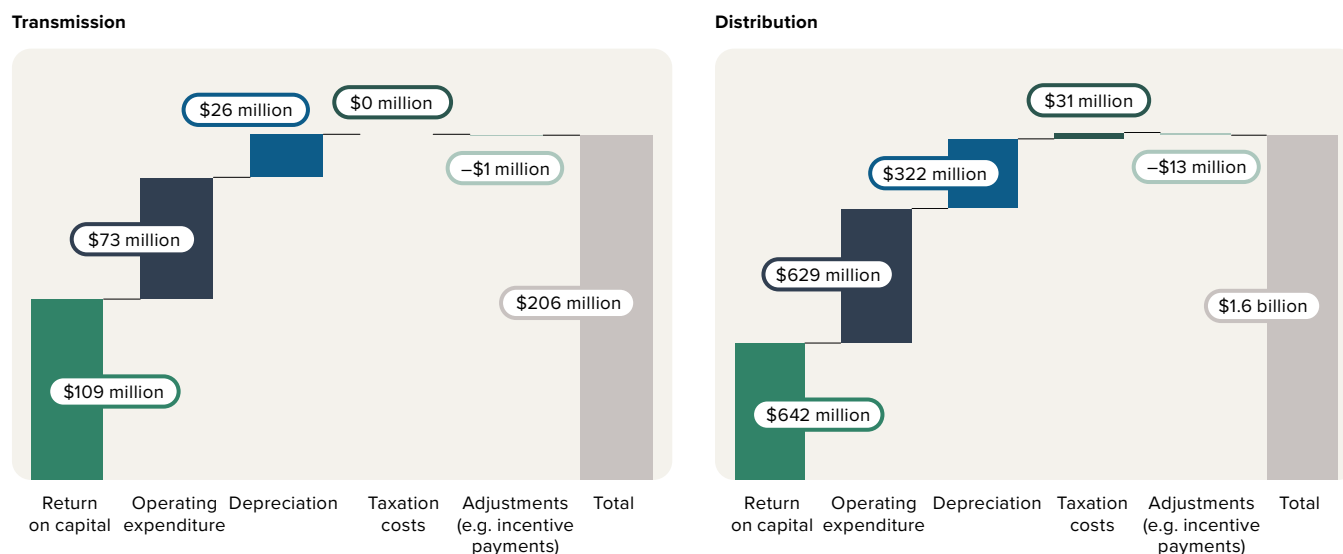 Transmission
$26 million
$0 million
–$1 million
$73 million
$206 million
$109 million
Return
on capital
Operating
expenditure
Depreciation
Taxation
costs
Adjustments
(e.g. incentive
payments)
Total
Distribution
$31 million
–$13 million
$322 million
$629 million
$1.6 billion
$642 million
Return
on capital
Operating
expenditure
Depreciation
Taxation
costs
Adjustments
(e.g. incentive
payments)
Total